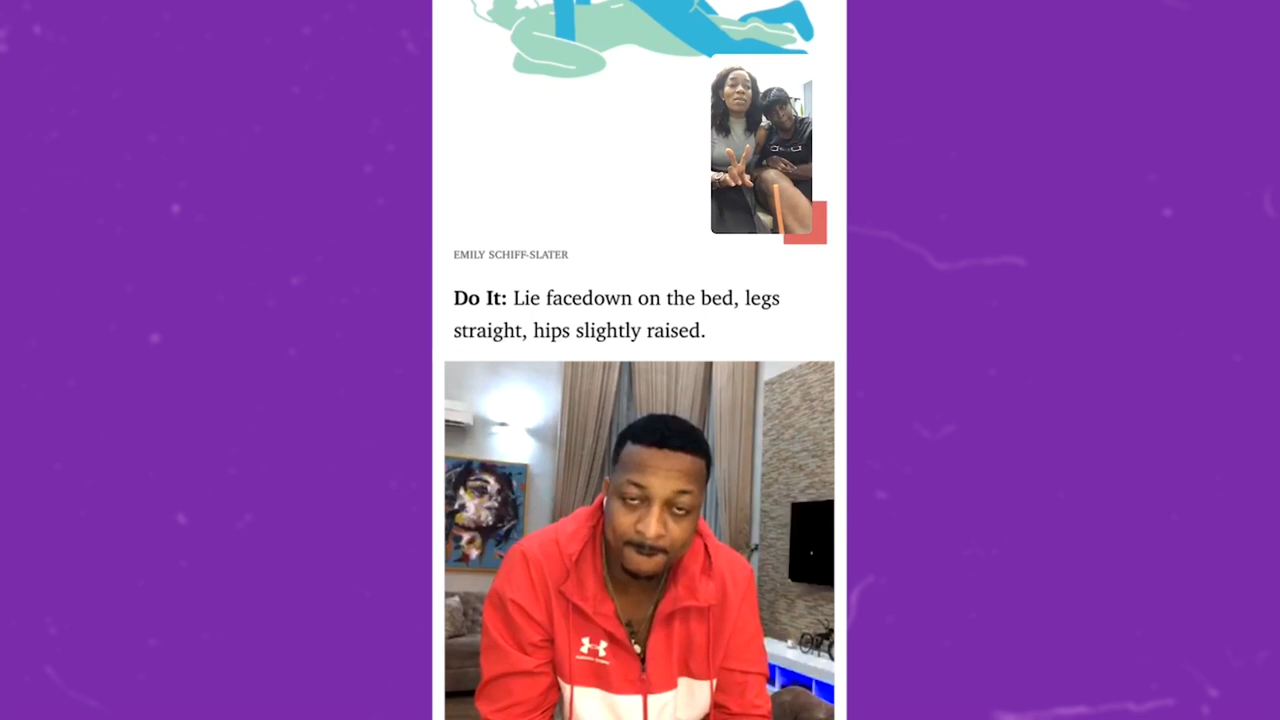 EMILY SCHIFF-SLATER
Do It: Lie facedown on the bed, legs
straight, hips slightly raised.